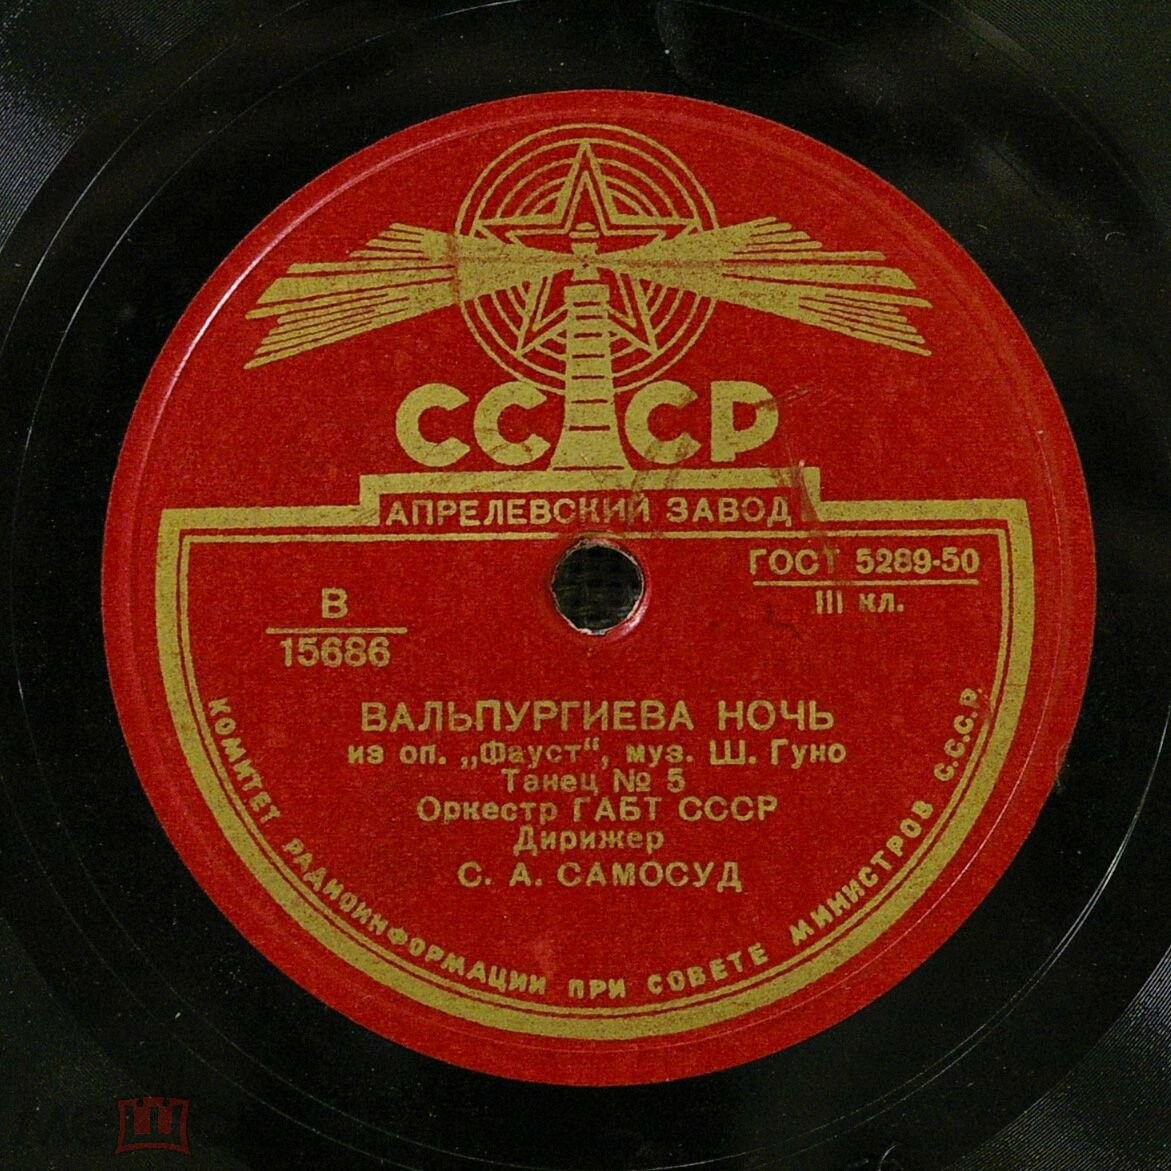 СССР
АПРЕЛЕВСКИЙ ЗАВОД
ГОСТ 5289-50
III кл.
В
15686
ВАЛЬПУРГИЕВА НОЧЬ
из оп. „Фауст“, муз. Ш. Гуно
Танец № 5
Оркестр ГАБТ СССР
Дирижер
С. А. САМОСУД
КОМИТЕТ РАДИОИНФОРМАЦИИ ПРИ СОВЕТЕ МИНИСТРОВ С.С.С.Р.